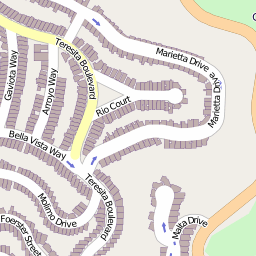 Gaviota Way
Arroyo Way
Teresita Boulevard
Marietta Drive
Marietta Drive
Rio Court
Bella Vista Way
Molimo Drive
Foerster Street
Teresita Boulevard
Malta Drive